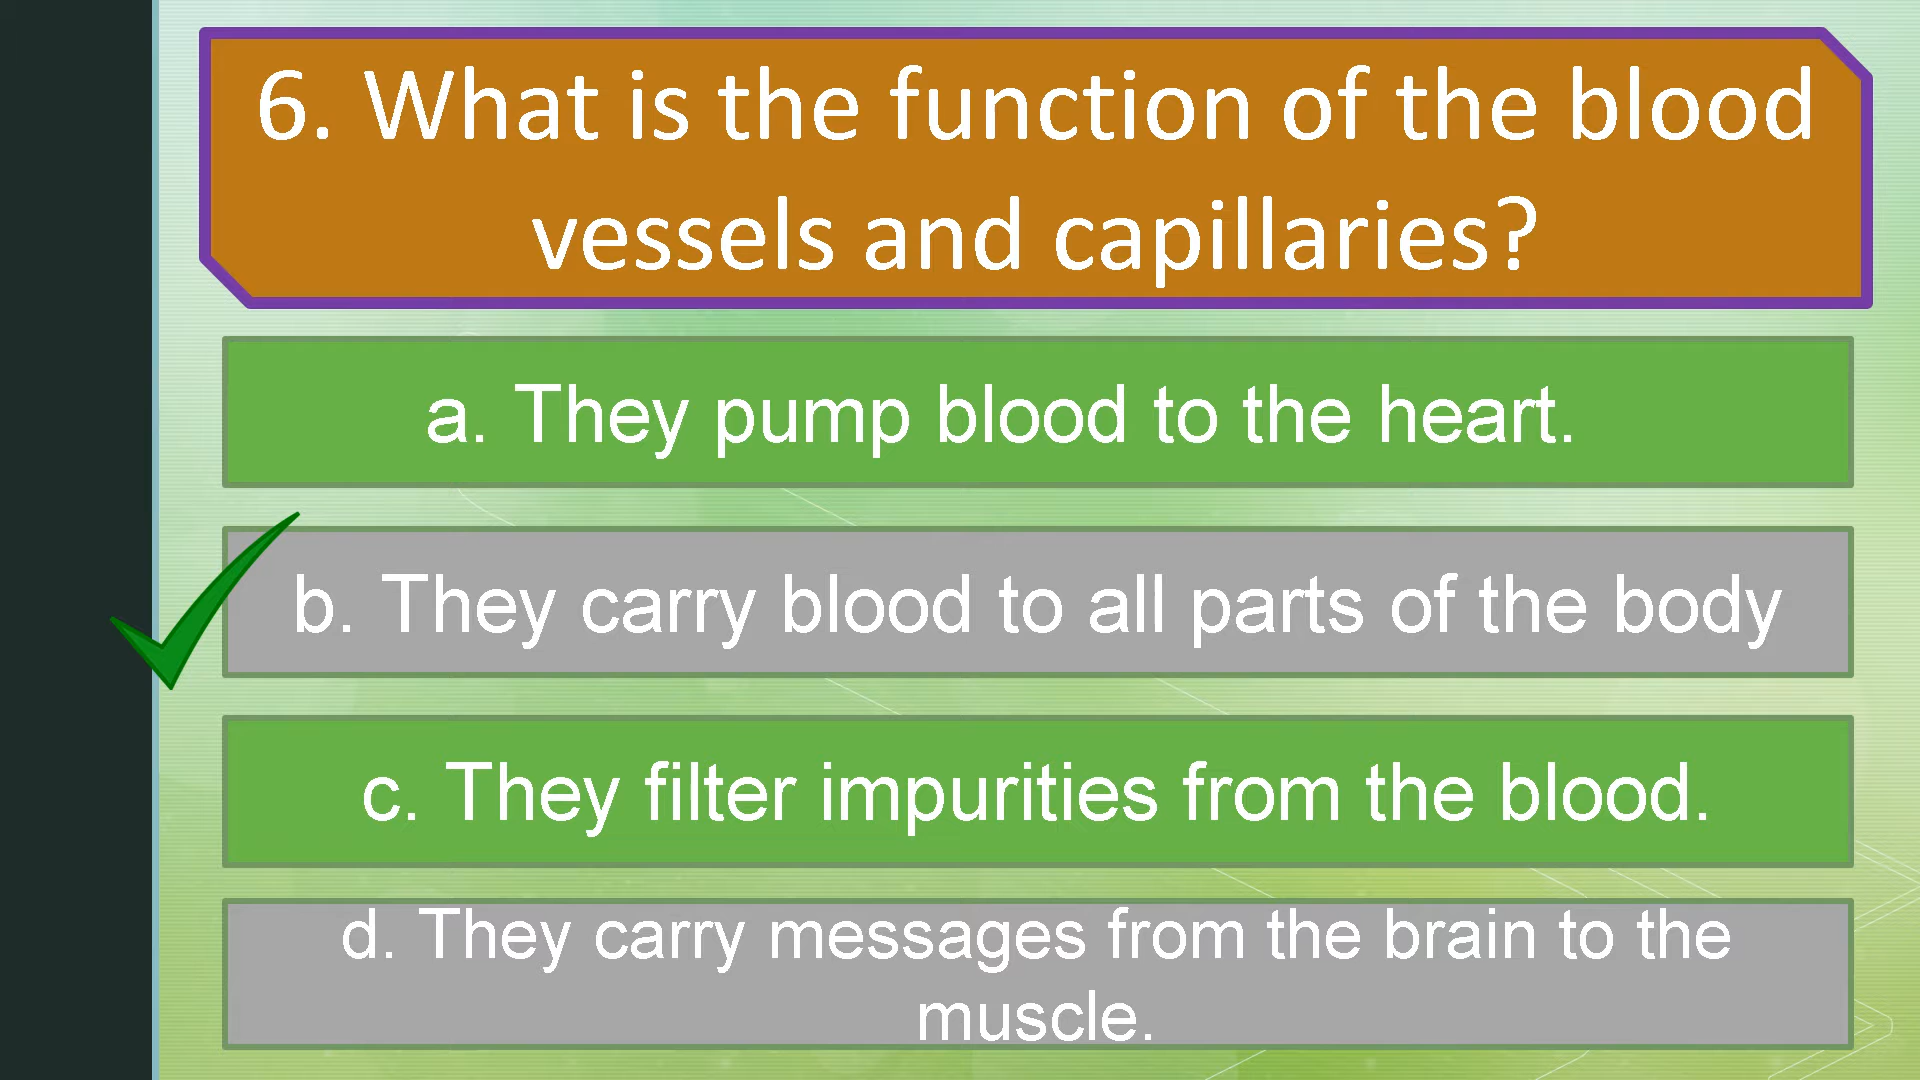 6. What is the function of the blood
vessels and capillaries?
a. They pump blood to the heart.
b. They carry blood to all parts of the body
c. They filter impurities from the blood.
d. They carry messages from the brain to the
muscle.